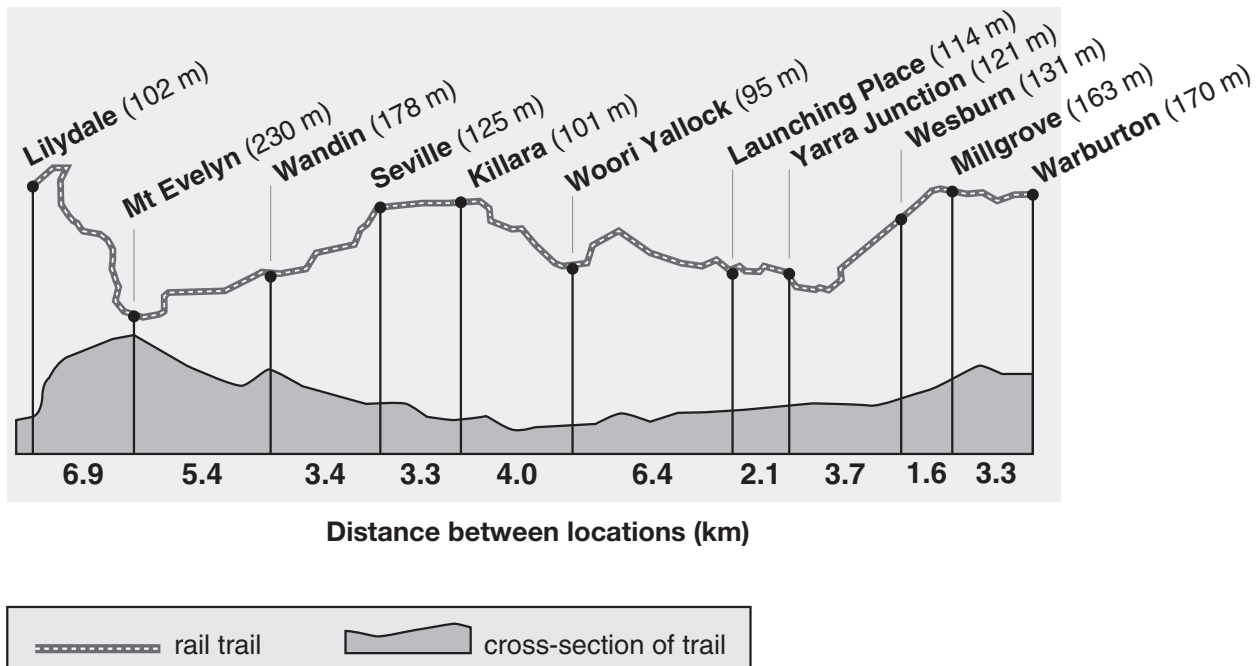 Lilydale (102 m)
Mt Evelyn (230 m)
Wandin (178 m)
Seville (125 m)
Killara (101 m)
Woori Yallock (95 m)
Launching Place (114 m)
Yarra Junction (121 m)
Wesburn (131 m)
Millgrove (163 m)
Warburton (170 m)
6.9 5.4 3.4 3.3 4.0 6.4 2.1 3.7 1.6 3.3
Distance between locations (km)
rail trail cross-section of trail